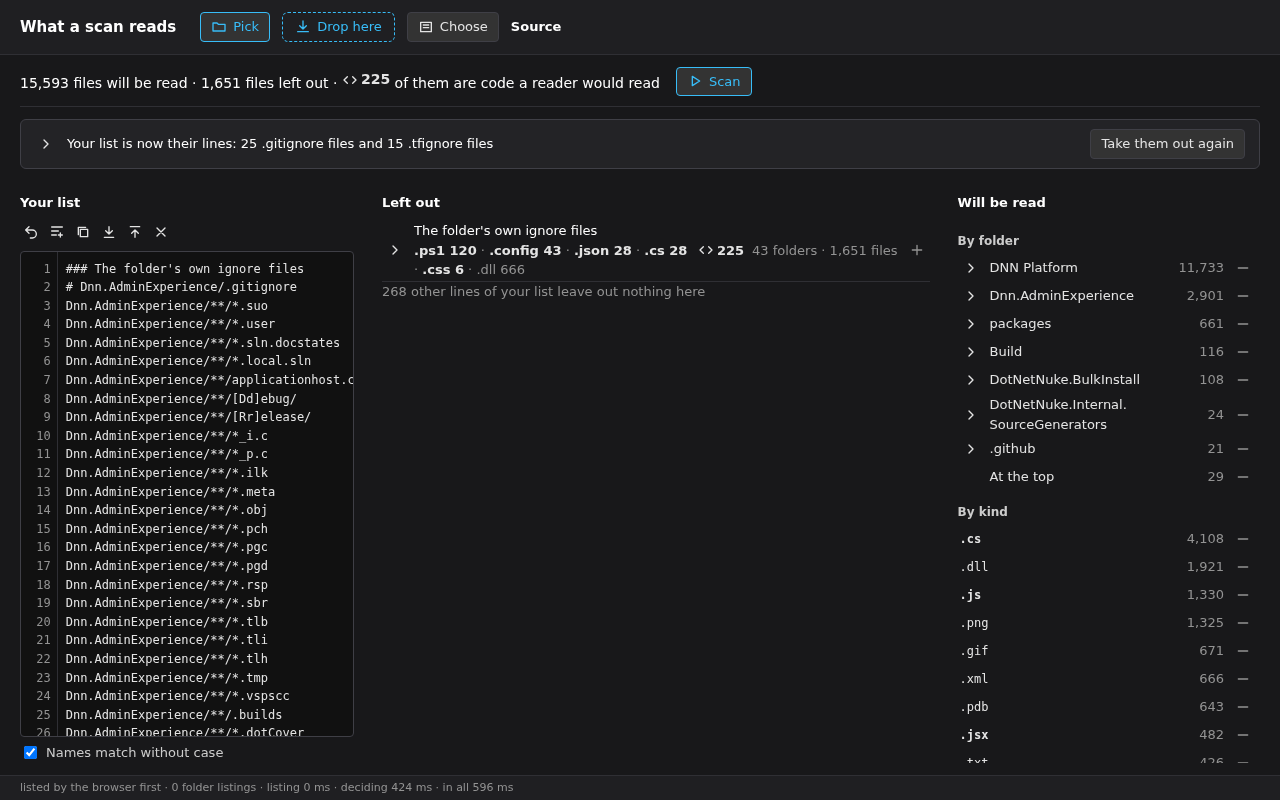 What a scan reads
Pick
Drop here
Choose
Source
15,593 files will be read · 1,651 files left out · 225 of them are code a reader would read
Scan
Your list is now their lines: 25 .gitignore files and 15 .tfignore files
Take them out again
Your list
1 ### The folder's own ignore files
2 # Dnn.AdminExperience/.gitignore
3 Dnn.AdminExperience/**/*.suo
4 Dnn.AdminExperience/**/*.user
5 Dnn.AdminExperience/**/*.sln.docstates
6 Dnn.AdminExperience/**/*.local.sln
7 Dnn.AdminExperience/**/applicationhost.c
8 Dnn.AdminExperience/**/[Dd]ebug/
9 Dnn.AdminExperience/**/[Rr]elease/
10 Dnn.AdminExperience/**/*_i.c
11 Dnn.AdminExperience/**/*_p.c
12 Dnn.AdminExperience/**/*.ilk
13 Dnn.AdminExperience/**/*.meta
14 Dnn.AdminExperience/**/*.obj
15 Dnn.AdminExperience/**/*.pch
16 Dnn.AdminExperience/**/*.pgc
17 Dnn.AdminExperience/**/*.pgd
18 Dnn.AdminExperience/**/*.rsp
19 Dnn.AdminExperience/**/*.sbr
20 Dnn.AdminExperience/**/*.tlb
21 Dnn.AdminExperience/**/*.tli
22 Dnn.AdminExperience/**/*.tlh
23 Dnn.AdminExperience/**/*.tmp
24 Dnn.AdminExperience/**/*.vspscc
25 Dnn.AdminExperience/**/.builds
26 Dnn.AdminExperience/**/*.dotCover
Names match without case
Left out
The folder's own ignore files
.ps1 120 · .config 43 · .json 28 · .cs 28
· .css 6 · .dll 666
225 43 folders · 1,651 files
268 other lines of your list leave out nothing here
Will be read
By folder
DNN Platform 11,733
Dnn.AdminExperience 2,901
packages 661
Build 116
DotNetNuke.BulkInstall 108
DotNetNuke.Internal.
SourceGenerators 24
.github 21
At the top 29
By kind
.cs 4,108
.dll 1,921
.js 1,330
.png 1,325
.gif 671
.xml 666
.pdb 643
.jsx 482
.txt 426
listed by the browser first · 0 folder listings · listing 0 ms · deciding 424 ms · in all 596 ms